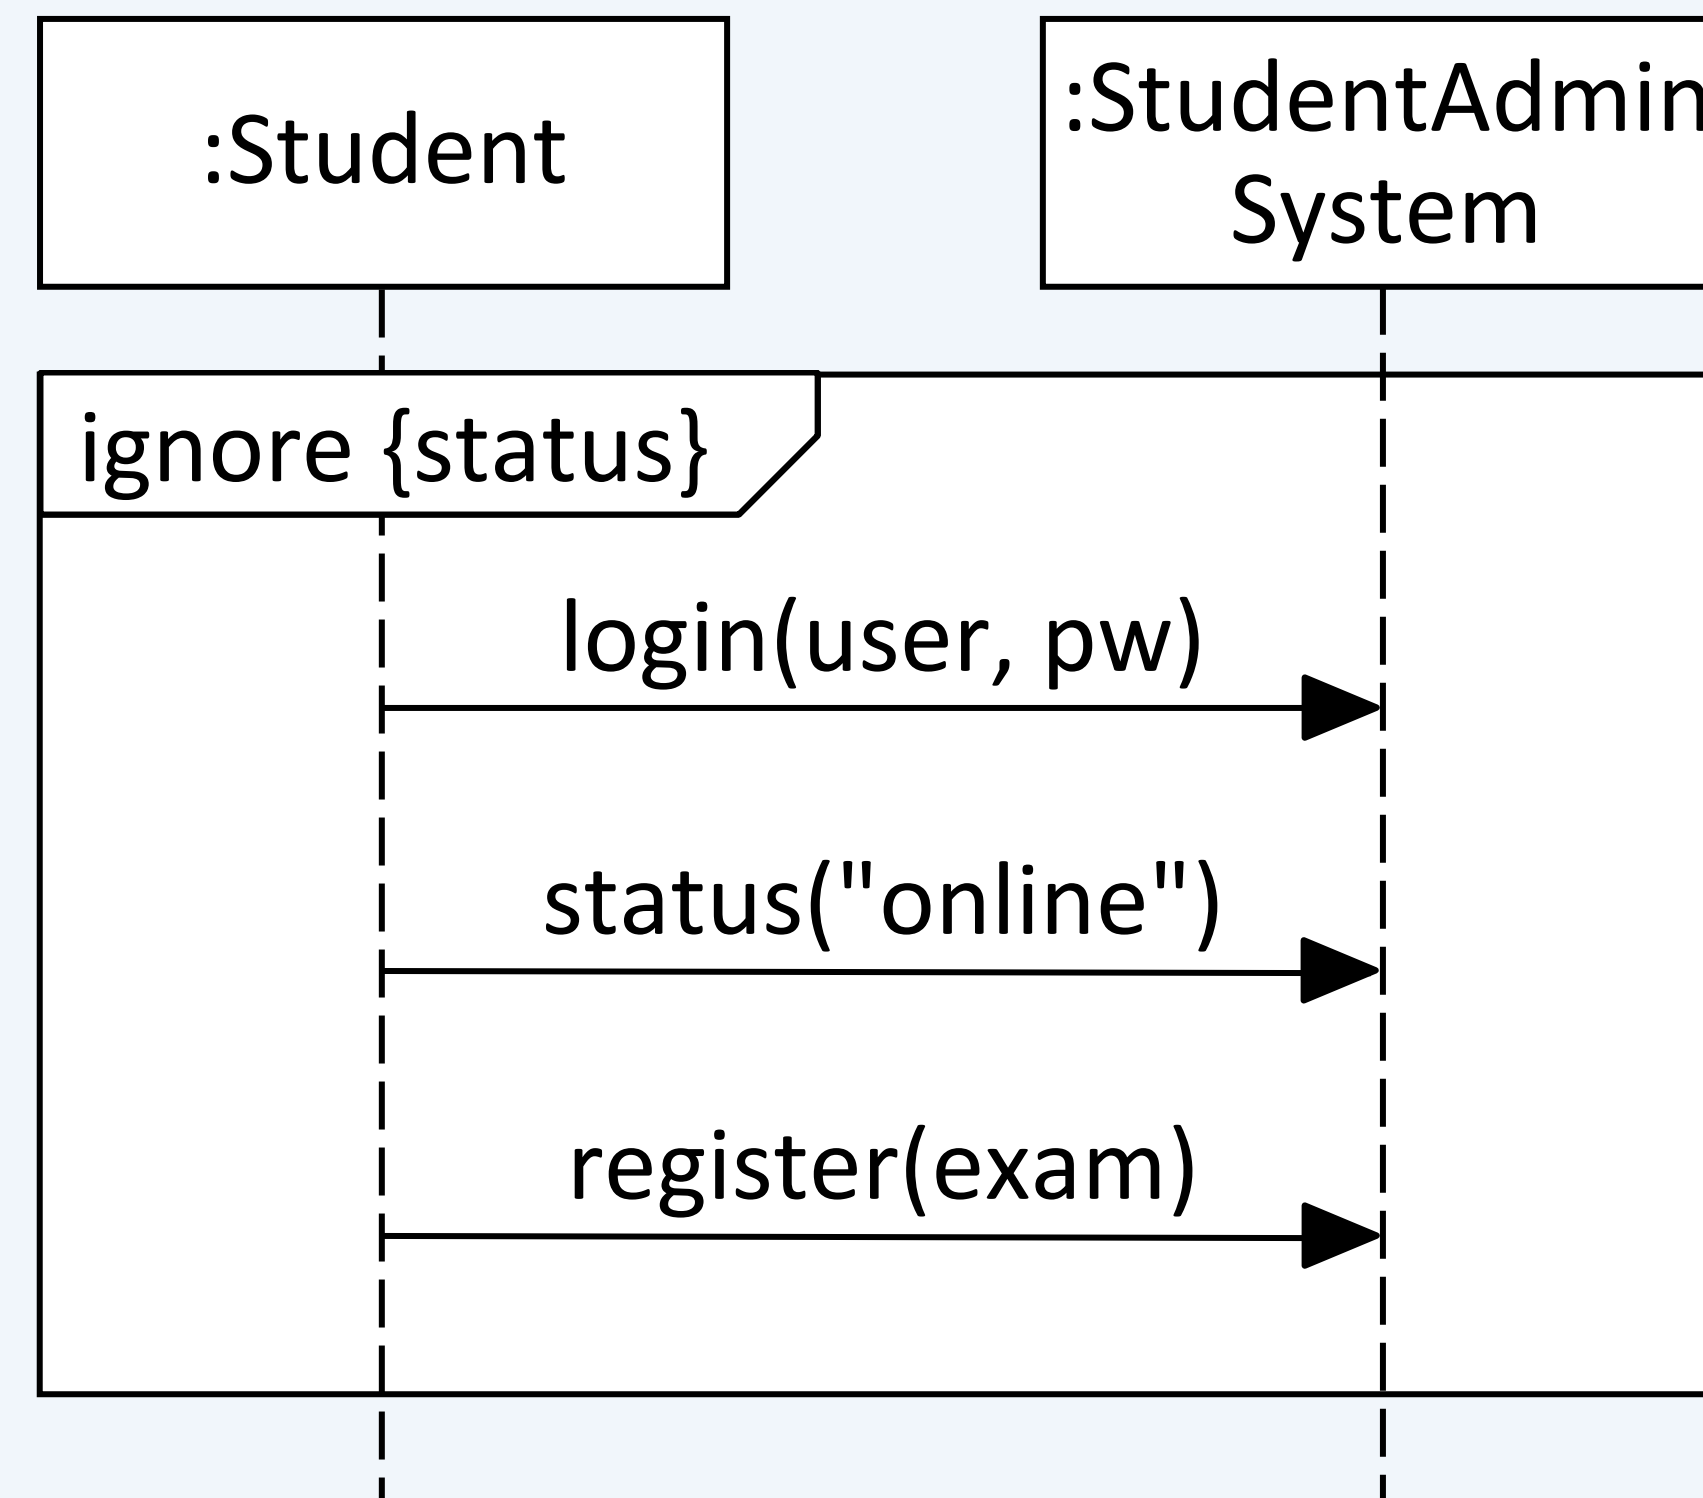 :Student
:StudentAdmin
System
ignore {status}
login(user, pw)
status("online")
register(exam)